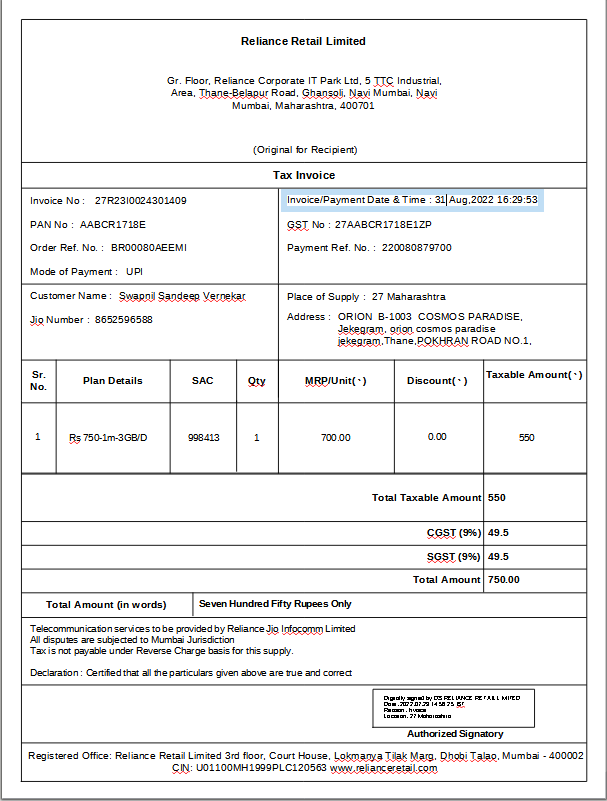 Reliance Retail Limited
Gr. Floor, Reliance Corporate IT Park Ltd, 5 TTC Industrial,
Area, Thane-Belapur Road, Ghansoli, Navi Mumbai, Navi
Mumbai, Maharashtra, 400701
(Original for Recipient)
Tax Invoice
Invoice No : 27R23I0024301409
Invoice/Payment Date & Time : 31 Aug,2022 16:29:53
PAN No : AABCR1718E
GST No : 27AABCR1718E1ZP
Order Ref. No. : BR00080AEEMI
Payment Ref. No. : 220080879700
Mode of Payment : UPI
Customer Name : Swapnil Sandeep Vernekar
Place of Supply : 27 Maharashtra
Jio Number : 8652596588
Address : ORION B-1003 COSMOS PARADISE,
Jekegram, orion cosmos paradise
jekegram,Thane,POKHRAN ROAD NO.1,
Sr. No. Plan Details SAC Qty MRP/Unit(`) Discount(`) Taxable Amount(`)
1 Rs 750-1m-3GB/D 998413 1 700.00 0.00 550
Total Taxable Amount 550
CGST (9%) 49.5
SGST (9%) 49.5
Total Amount 750.00
Total Amount (in words) Seven Hundred Fifty Rupees Only
Telecommunication services to be provided by Reliance Jio Infocomm Limited
All disputes are subjected to Mumbai Jurisdiction
Tax is not payable under Reverse Charge basis for this supply.
Declaration : Certified that all the particulars given above are true and correct
Digitally signed by DS RELIANCE RETAIL LIMITED
Reason : Invoice
Location: 27 Maharashtra
Authorized Signatory
Registered Office: Reliance Retail Limited 3rd floor, Court House, Lokmanya Tilak Marg, Dhobi Talao, Mumbai - 400002
CIN: U01100MH1999PLC120563 www.relianceretail.com